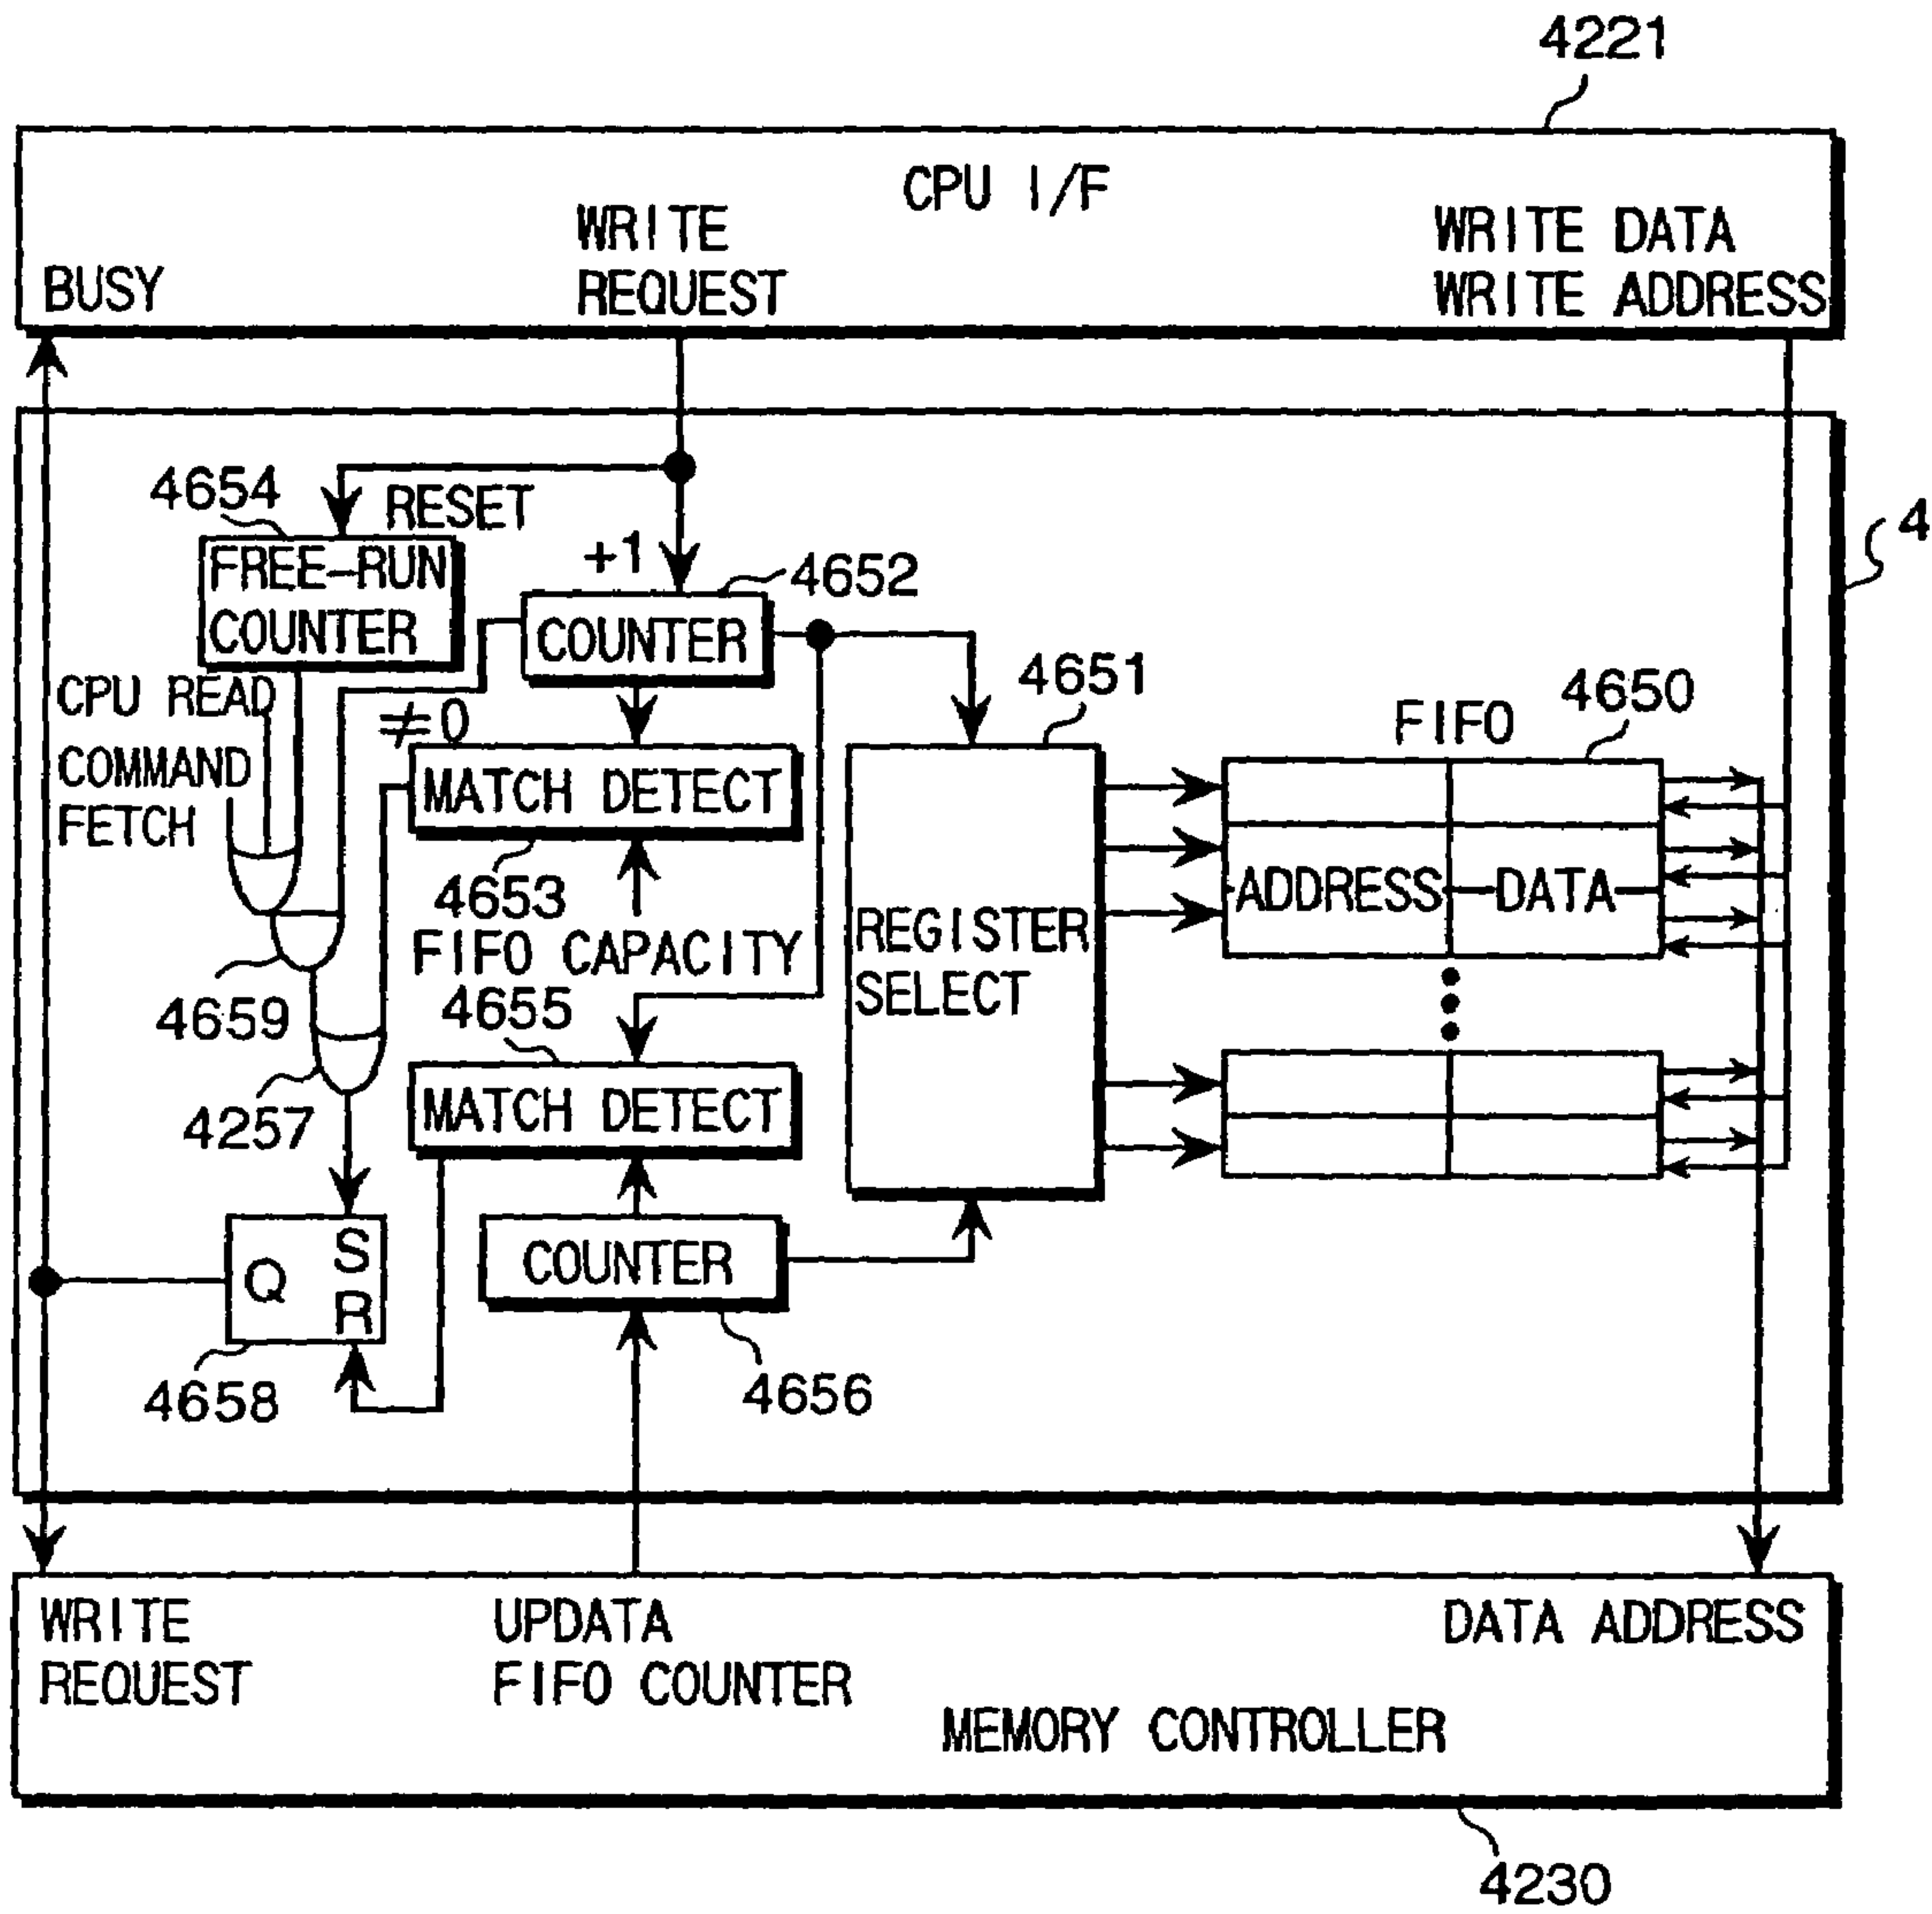 4221
CPU I/F
WRITE
REQUEST
WRITE DATA
WRITE ADDRESS
BUSY
4654
RESET
4
FREE-RUN
COUNTER
+1
4652
COUNTER
4651
CPU READ
COMMAND
FETCH
≠0
MATCH DETECT
FIFO
4650
4653
FIFO CAPACITY
ADDRESS
DATA
REGISTER
SELECT
4659
4655
4257
MATCH DETECT
Q
S
R
COUNTER
4658
4656
WRITE
REQUEST
UPDATA
FIFO COUNTER
DATA ADDRESS
MEMORY CONTROLLER
4230